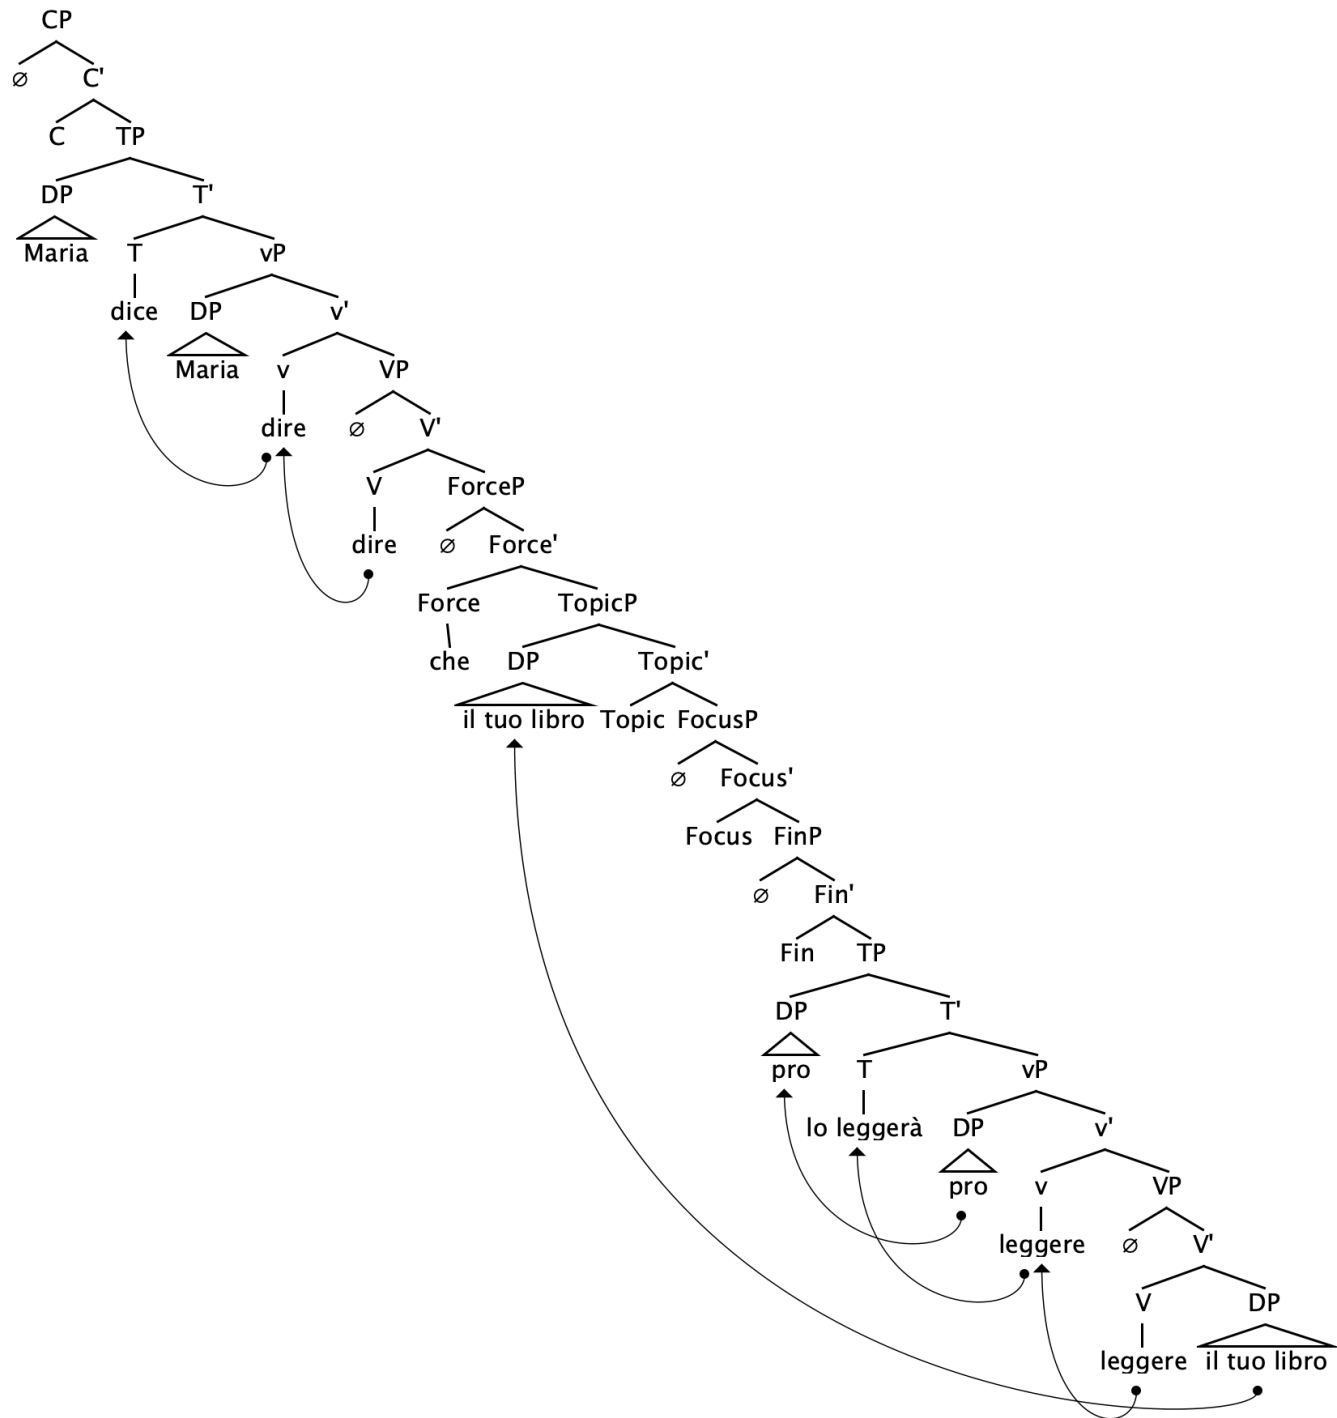 CP
∅ C'
C TP
DP T'
Maria T vP
dice DP v'
Maria v VP
dire ∅ V'
V ForceP
dire ∅ Force'
Force TopicP
che DP Topic'
il tuo libro Topic FocusP
∅ Focus'
Focus FinP
∅ Fin'
Fin TP
DP T'
pro T vP
lo leggerà DP v'
pro v VP
leggere ∅ V'
V DP
leggere il tuo libro